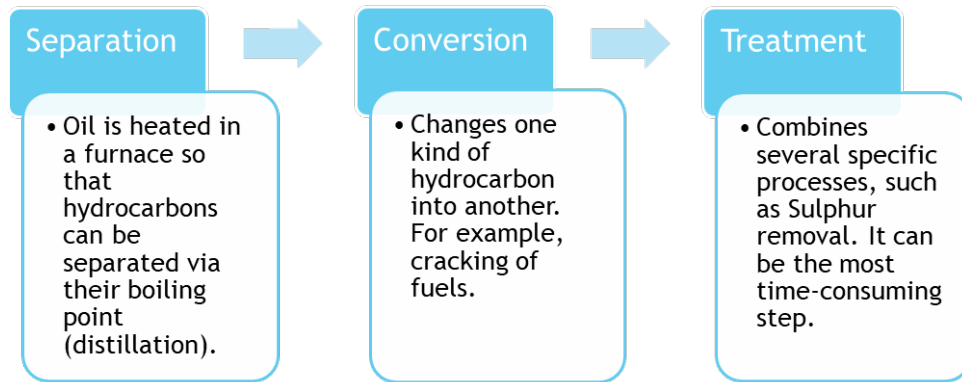 Separation
• Oil is heated in
a furnace so
that
hydrocarbons
can be
separated via
their boiling
point
(distillation).
Conversion
• Changes one
kind of
hydrocarbon
into another.
For example,
cracking of
fuels.
Treatment
• Combines
several specific
processes, such
as Sulphur
removal. It can
be the most
time-consuming
step.